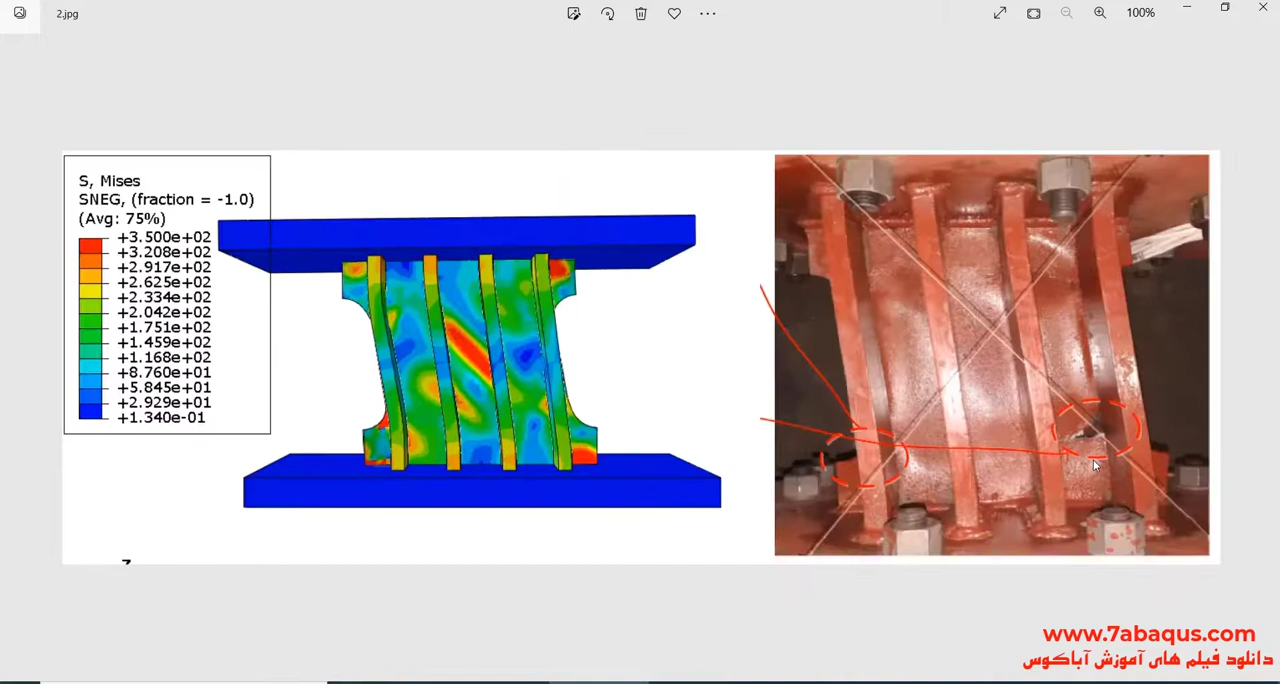 2.jpg
100%
S, Mises
SNEG, (fraction = -1.0)
(Avg: 75%)
+3.500e+02
+3.208e+02
+2.917e+02
+2.625e+02
+2.334e+02
+2.042e+02
+1.751e+02
+1.459e+02
+1.168e+02
+8.760e+01
+5.845e+01
+2.929e+01
+1.340e-01
www.7abaqus.com
دانلود فیلم های آموزش آباکوس